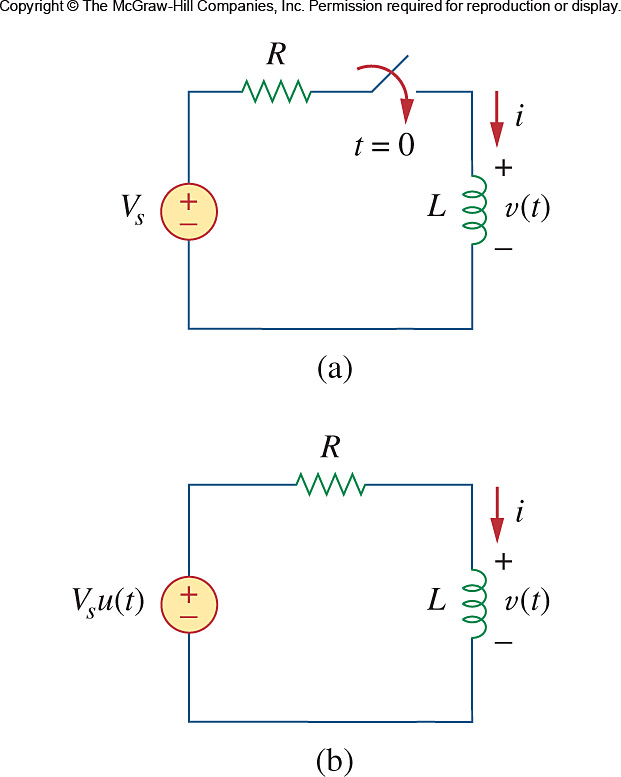 Copyright © The McGraw-Hill Companies, Inc. Permission required for reproduction or display.
R
i
t = 0
+
V_s
+
−
L
v(t)
−
(a)
R
i
+
V_s u(t)
+
−
L
v(t)
−
(b)